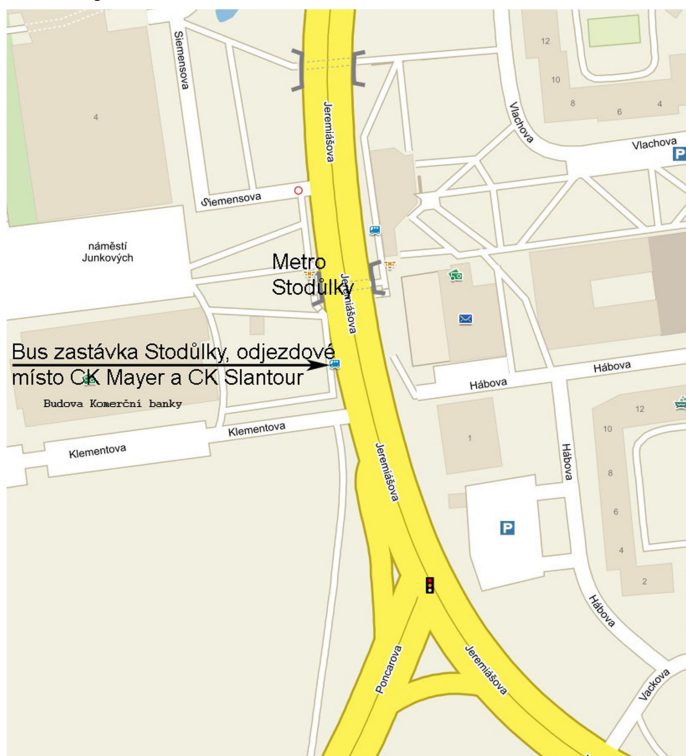 Siemensova
12
10
8
6
4
4
Jeremiášova
Vlachova
Vlachova
P
Siemensova
náměstí
Junkových
Metro
Stodůlky
Jeremiášova
Bus zastávka Stodůlky, odjezdové
místo CK Mayer a CK Slantour
Budova Komerční banky
Hábova
Hábova
Klementova
Klementova
Jeremiášova
1
12
10
8
6
4
2
Hábova
P
Hábova
Poncarova
Jeremiášova
Vackova